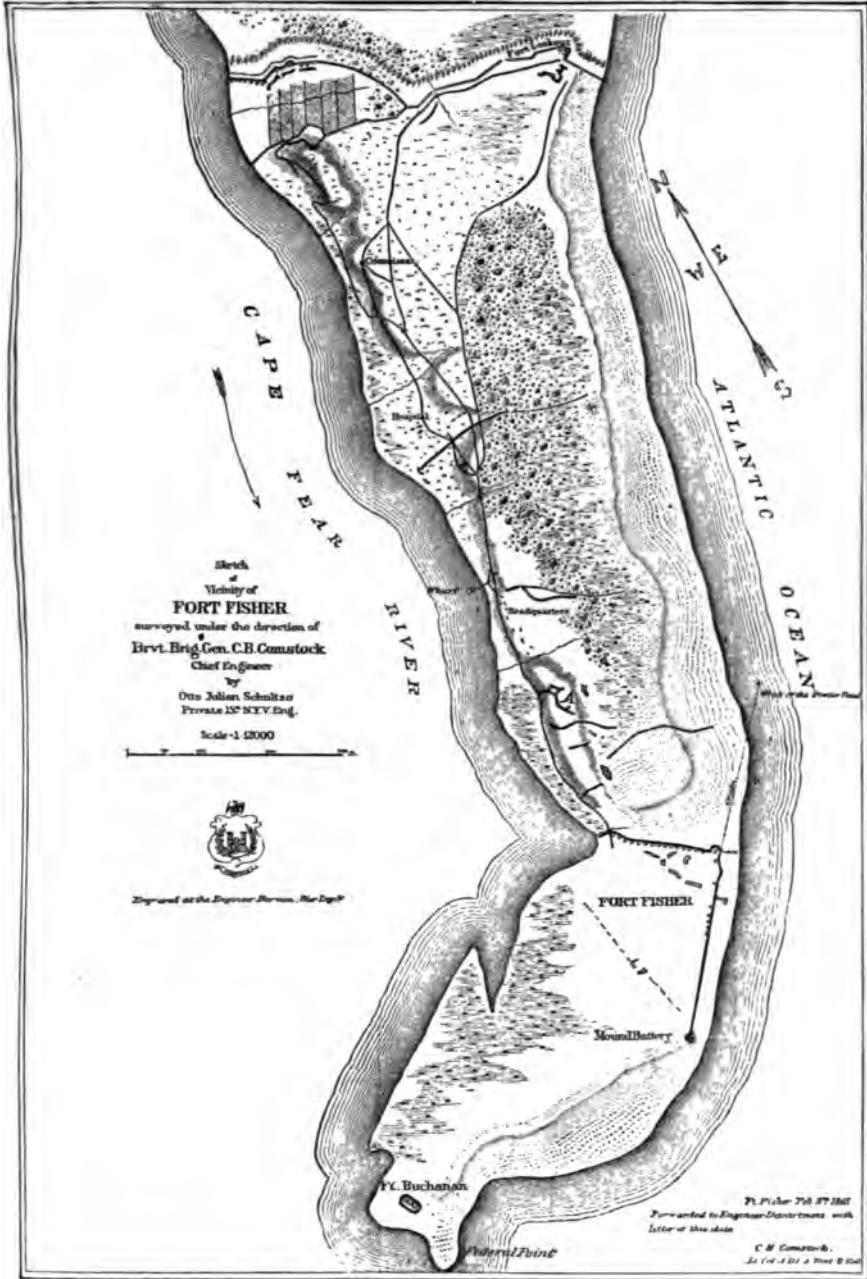 CAPE FEAR RIVER
ATLANTIC OCEAN
Hospital
Wharf
Headquarters
Sketch
of
Vicinity of
FORT FISHER
surveyed under the direction of
Brvt. Brig. Gen. C.B. Comstock
Chief Engineer
by
Otto Julian Schultze
Private 15th N.Y.V. Eng.
Scale-1-12000
Engraved at the Engineer Bureau, War Dept
FORT FISHER
Mound Battery
Ft. Buchanan
Federal Point
Ft. Fisher Feb 1865
Forwarded to Engineer Department with
letter of this date
C B Comstock.